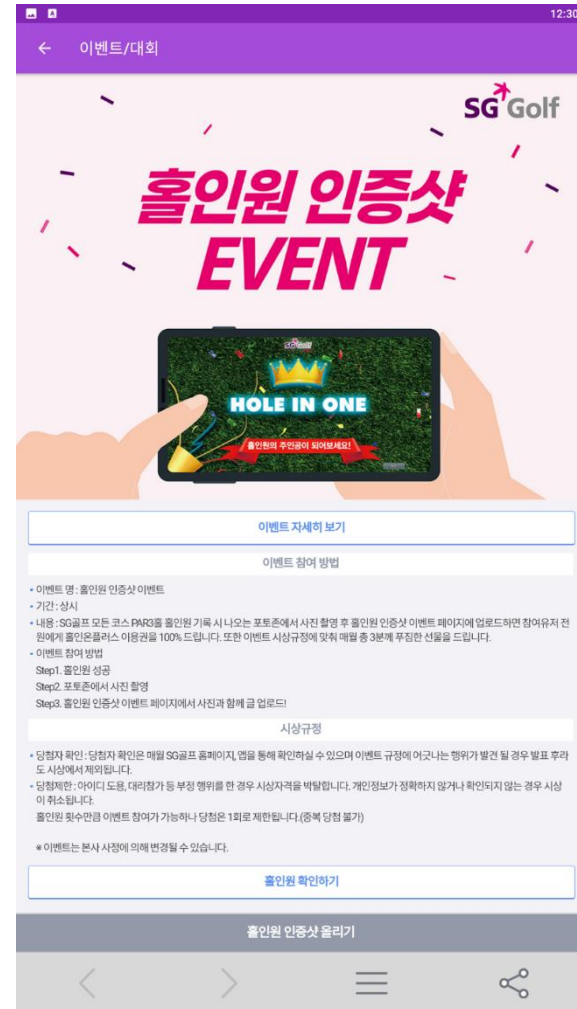 12:30
이벤트/대회
SG Golf
홀인원 인증샷
EVENT
SG Golf
HOLE IN ONE
홀인원의 주인공이 되어보세요!
이벤트 자세히 보기
이벤트 참여 방법
• 이벤트 명 : 홀인원 인증샷 이벤트
• 기간 : 상시
• 내용 : SG골프 모든 코스 PAR3홀 홀인원 기록 시 나오는 포토존에서 사진 촬영 후 홀인원 인증샷 이벤트 페이지에 업로드하면 참여유저 전
원에게 홀인온플러스 이용권을 100% 드립니다. 또한 이벤트 시상규정에 맞춰 매월 총 3분께 푸짐한 선물을 드립니다.
• 이벤트 참여 방법
Step1. 홀인원 성공
Step2. 포토존에서 사진 촬영
Step3. 홀인원 인증샷 이벤트 페이지에서 사진과 함께 글 업로드!
시상규정
• 당첨자 확인 : 당첨자 확인은 매월 SG골프 홈페이지, 앱을 통해 확인하실 수 있으며 이벤트 규정에 어긋나는 행위가 발견 될 경우 발표 후라
도 시상에서 제외됩니다.
• 당첨제한 : 아이디 도용, 대리참가 등 부정 행위를 한 경우 시상자격을 박탈합니다. 개인정보가 정확하지 않거나 확인되지 않는 경우 시상
이 취소됩니다.
홀인원 횟수만큼 이벤트 참여가 가능하나 당첨은 1회로 제한됩니다.(중복 당첨 불가)
※ 이벤트는 본사 사정에 의해 변경될 수 있습니다.
홀인원 확인하기
홀인원 인증샷 올리기